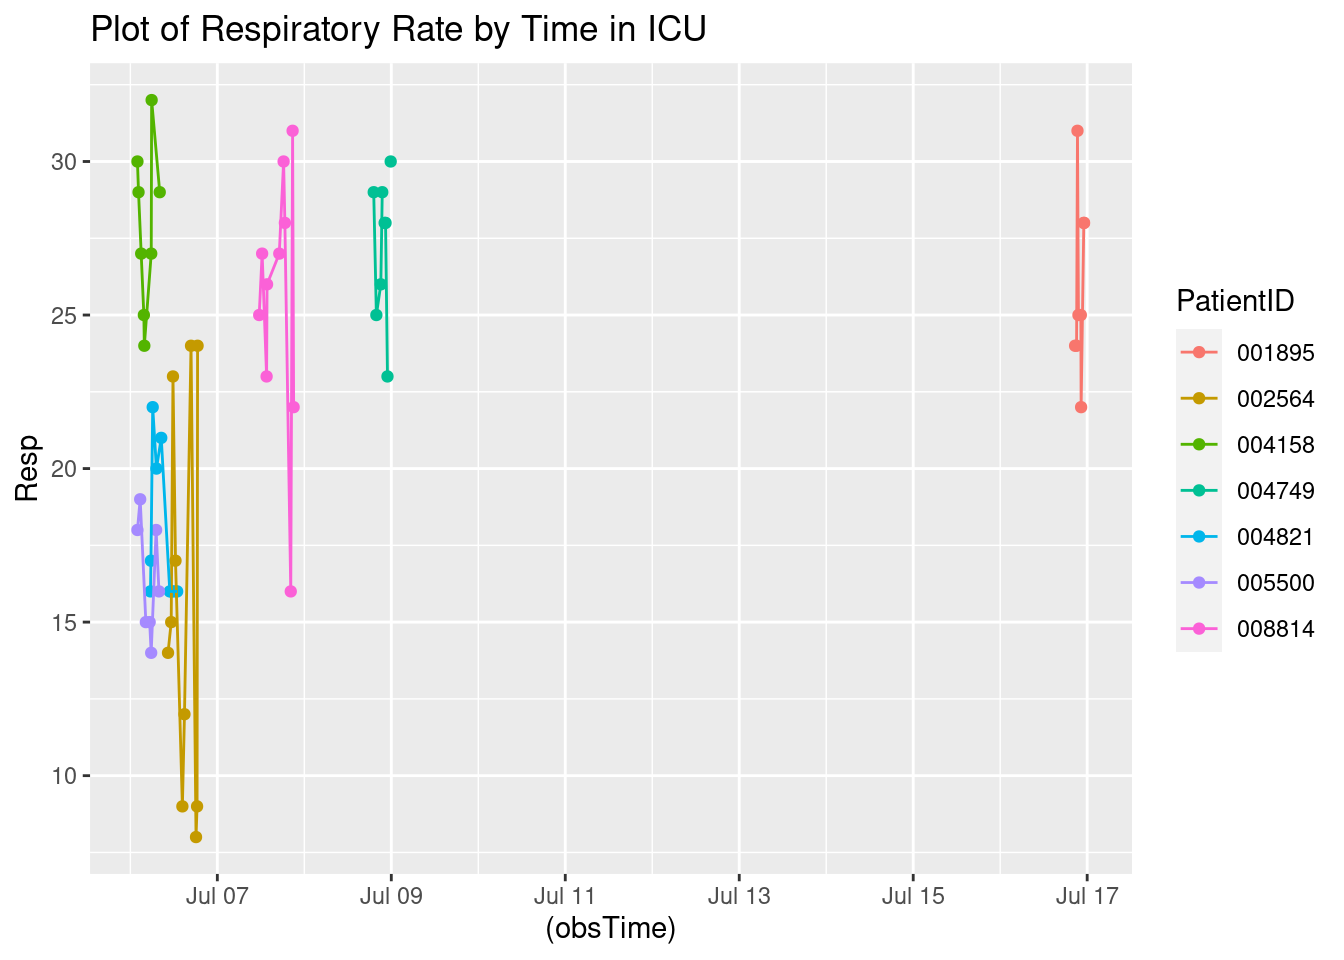 Plot of Respiratory Rate by Time in ICU
30
25
20
15
10
Resp
Jul 07
Jul 09
Jul 11
Jul 13
Jul 15
Jul 17
(obsTime)
PatientID
001895
002564
004158
004749
004821
005500
008814